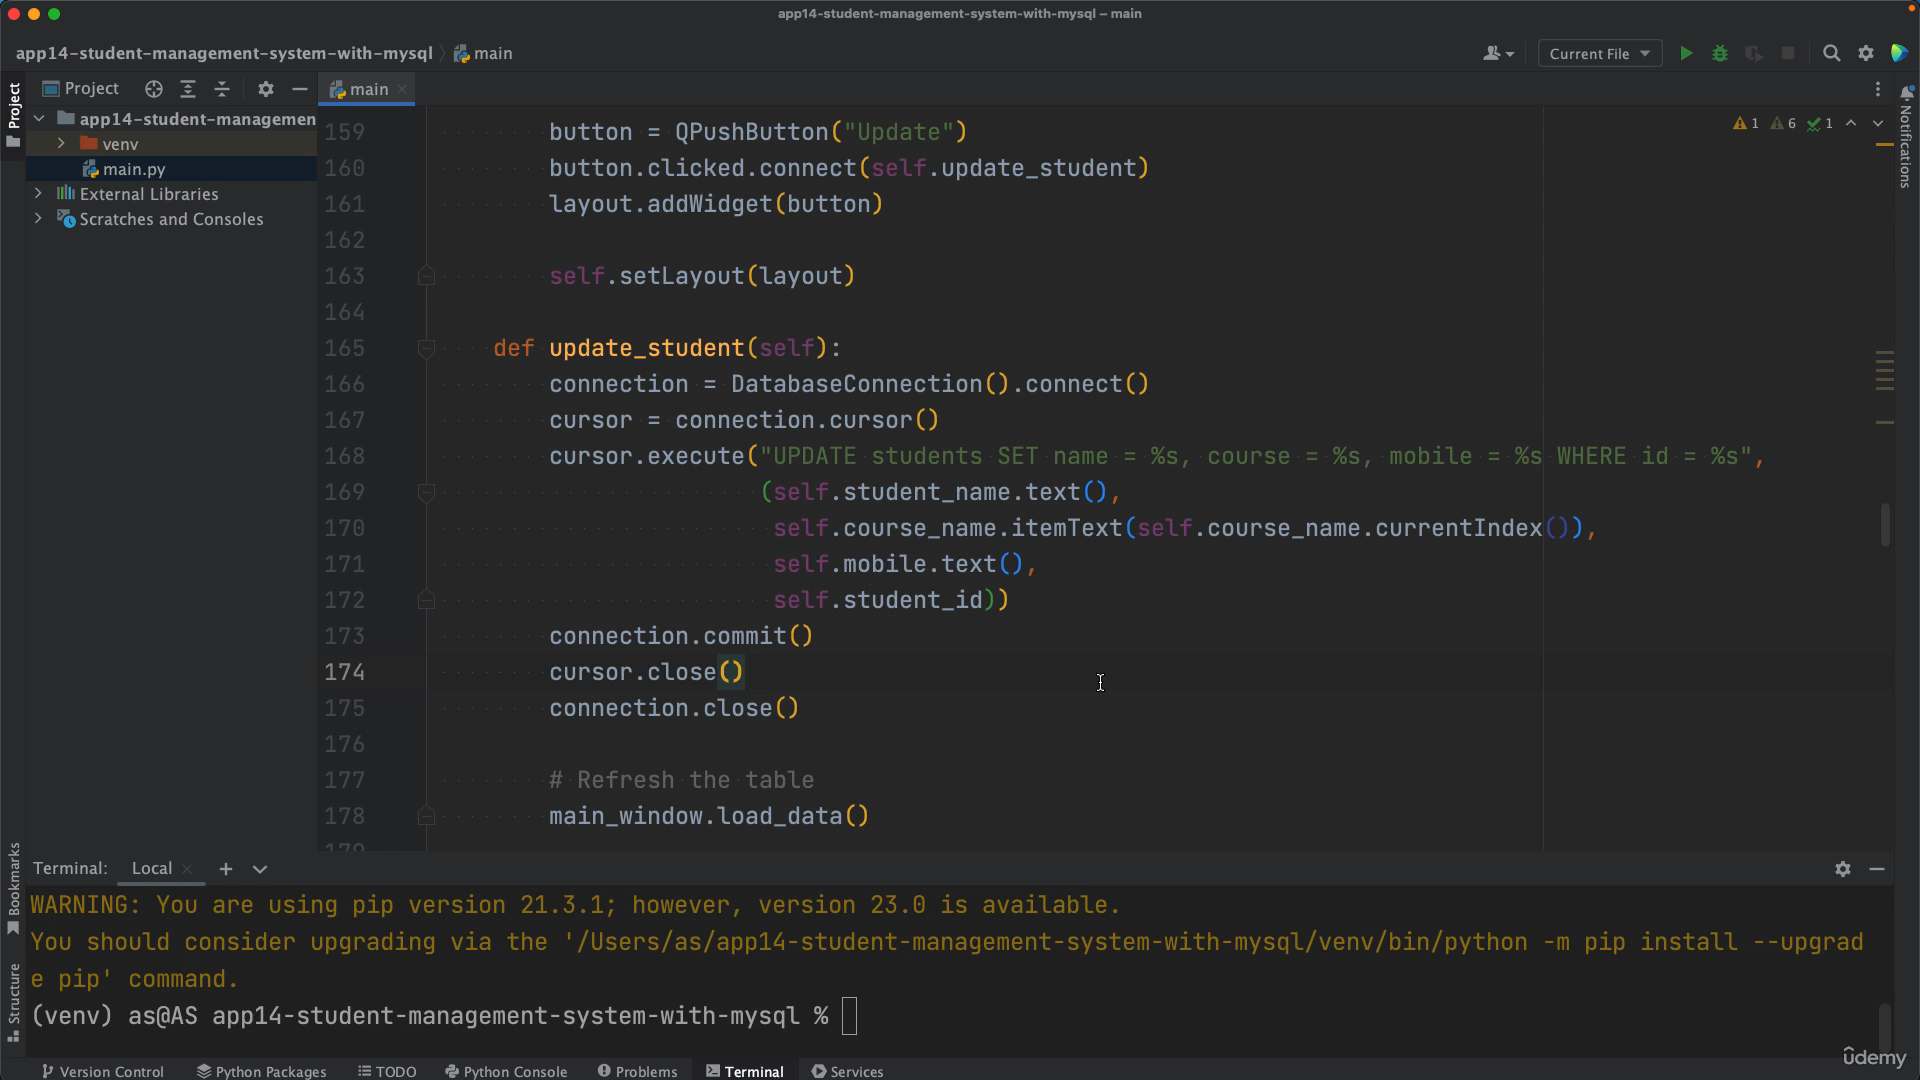 app14-student-management-system-with-mysql – main
app14-student-management-system-with-mysql
main
Current File
Project
Project
main
app14-student-managemen
venv
main.py
External Libraries
Scratches and Consoles
1
6
1
Notifications
159 button = QPushButton("Update")
160 button.clicked.connect(self.update_student)
161 layout.addWidget(button)
162
163 self.setLayout(layout)
164
165 def update_student(self):
166 connection = DatabaseConnection().connect()
167 cursor = connection.cursor()
168 cursor.execute("UPDATE students SET name = %s, course = %s, mobile = %s WHERE id = %s",
169 (self.student_name.text(),
170 self.course_name.itemText(self.course_name.currentIndex()),
171 self.mobile.text(),
172 self.student_id))
173 connection.commit()
174 cursor.close()
175 connection.close()
176
177 # Refresh the table
178 main_window.load_data()
179
Bookmarks
Structure
Terminal: Local
WARNING: You are using pip version 21.3.1; however, version 23.0 is available.
You should consider upgrading via the '/Users/as/app14-student-management-system-with-mysql/venv/bin/python -m pip install --upgrad
e pip' command.
(venv) as@AS app14-student-management-system-with-mysql %
Version Control Python Packages TODO Python Console Problems Terminal Services
ûdemy